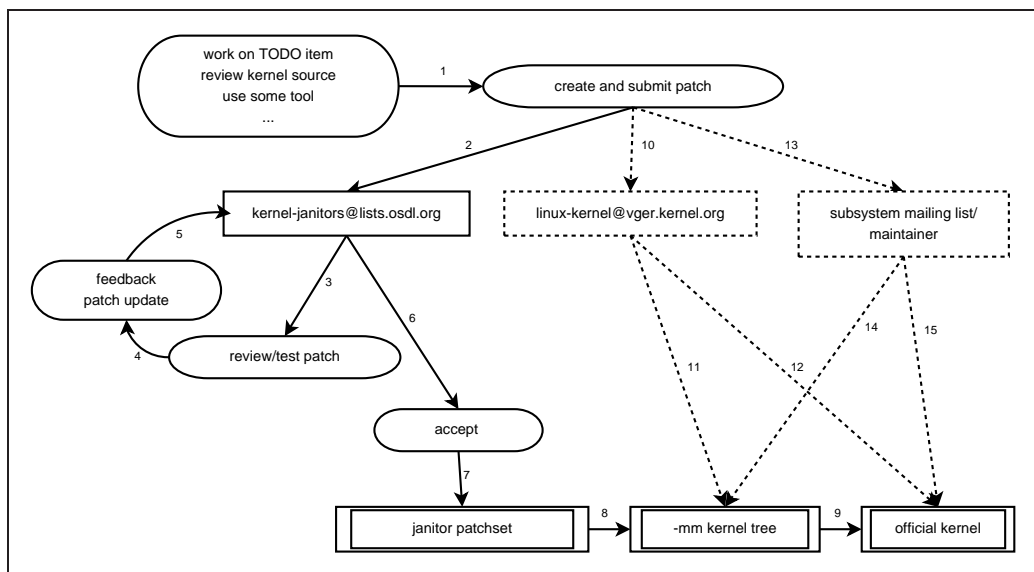 work on TODO item
review kernel source
use some tool
...
1
create and submit patch
2
10
13
kernel-janitors@lists.osdl.org
linux-kernel@vger.kernel.org
subsystem mailing list/
maintainer
5
feedback
patch update
3
4
review/test patch
6
11
12
14
15
accept
7
janitor patchset
8
-mm kernel tree
9
official kernel